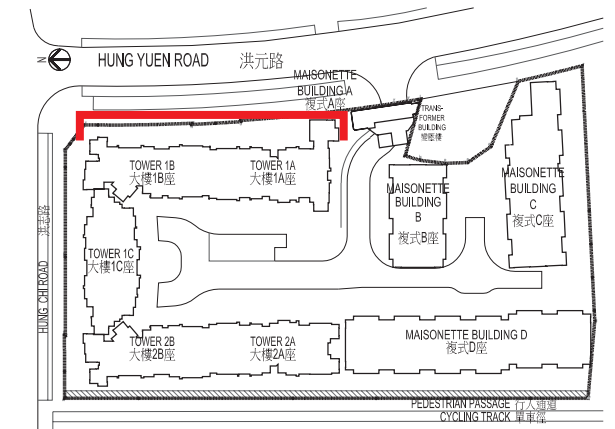 N
HUNG YUEN ROAD 洪元路
MAISONETTE
BUILDING A
複式A座
TRANS-
FORMER
BUILDING
變壓樓
TOWER 1B
大樓1B座
TOWER 1A
大樓1A座
MAISONETTE
BUILDING
B
複式B座
MAISONETTE
BUILDING
C
複式C座
HUNG CHI ROAD 洪志路
TOWER 1C
大樓1C座
TOWER 2B
大樓2B座
TOWER 2A
大樓2A座
MAISONETTE BUILDING D
複式D座
PEDESTRIAN PASSAGE 行人通道
CYCLING TRACK 單車徑